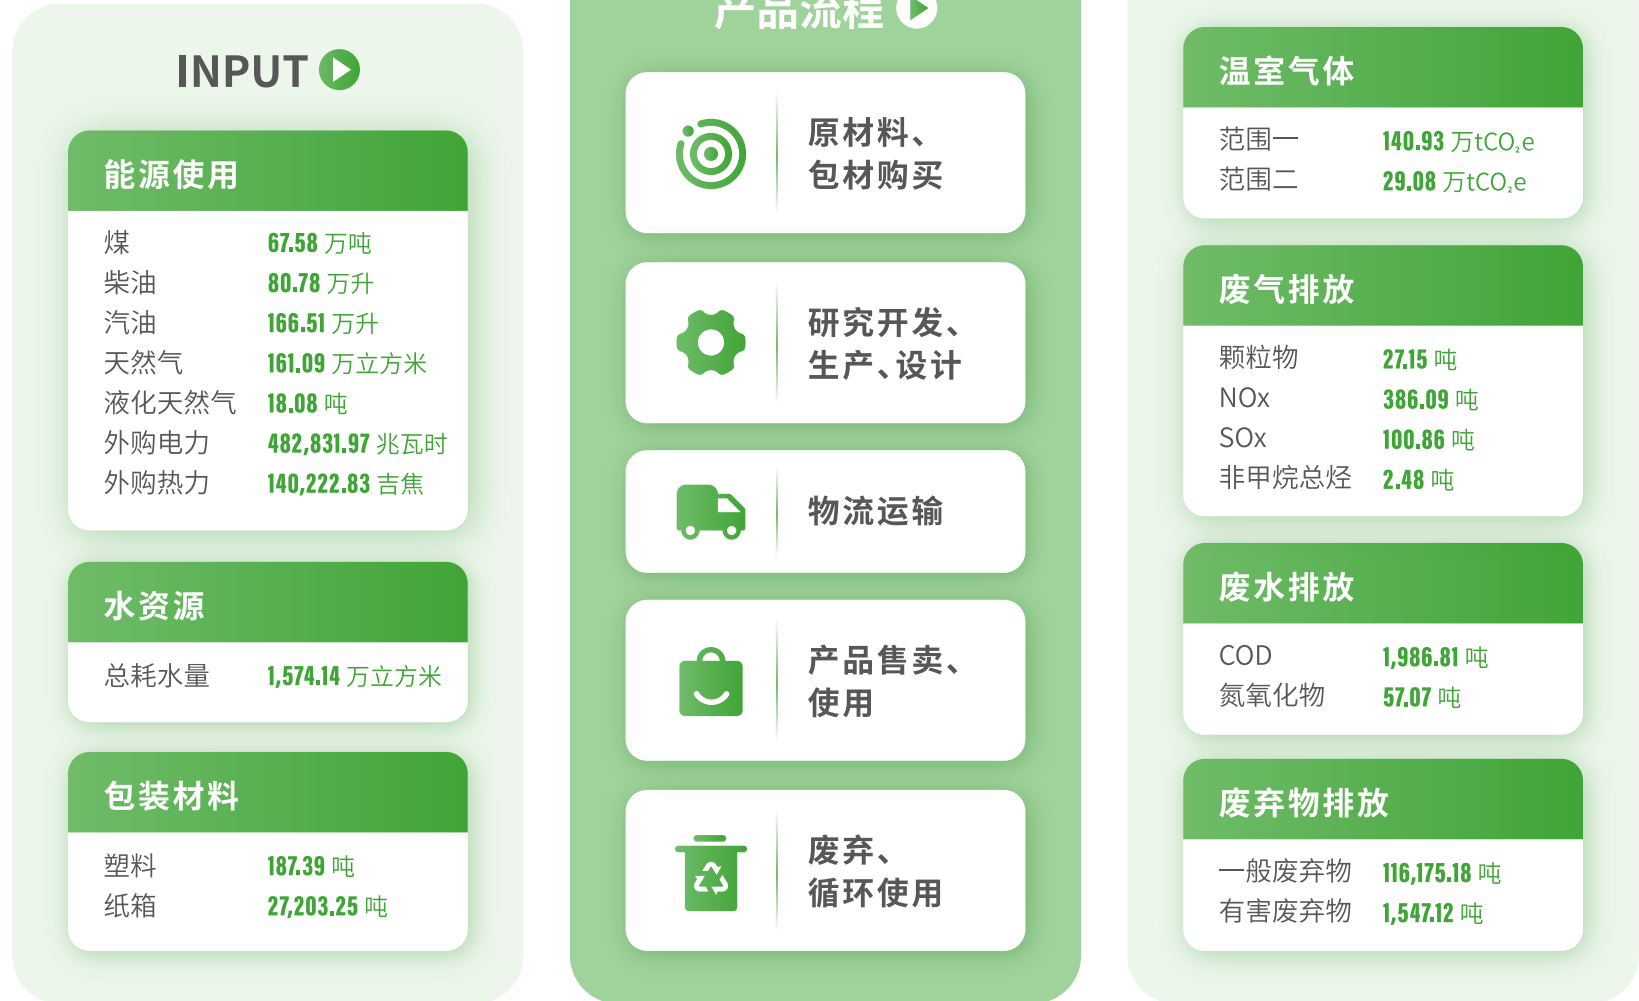 INPUT
能源使用
煤 67.58 万吨
柴油 80.78 万升
汽油 166.51 万升
天然气 161.09 万立方米
液化天然气 18.08 吨
外购电力 482,831.97 兆瓦时
外购热力 140,222.83 吉焦
水资源
总耗水量 1,574.14 万立方米
包装材料
塑料 187.39 吨
纸箱 27,203.25 吨
产品流程
原材料、
包材购买
研究开发、
生产、设计
物流运输
产品售卖、
使用
废弃、
循环使用
温室气体
范围一 140.93 万tCO₂e
范围二 29.08 万tCO₂e
废气排放
颗粒物 27.15 吨
NOx 386.09 吨
SOx 100.86 吨
非甲烷总烃 2.48 吨
废水排放
COD 1,986.81 吨
氮氧化物 57.07 吨
废弃物排放
一般废弃物 116,175.18 吨
有害废弃物 1,547.12 吨